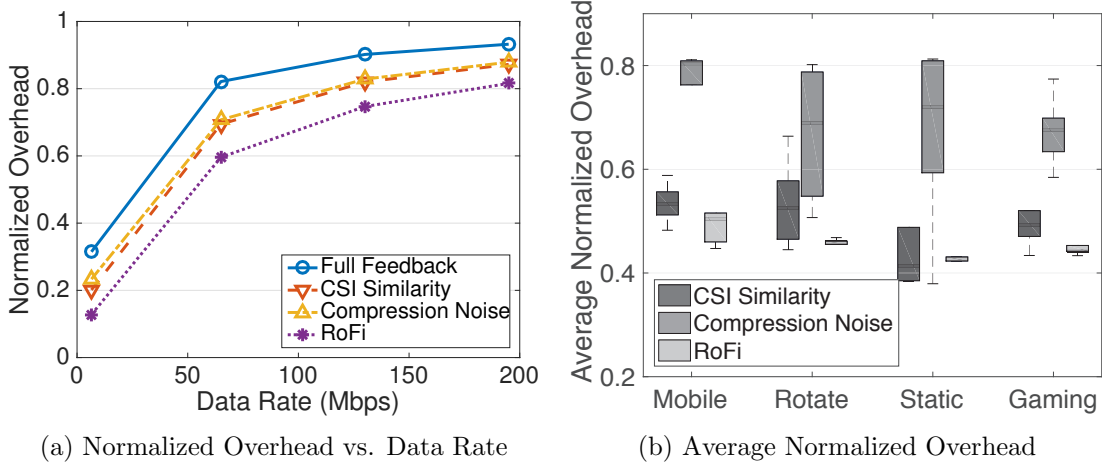 Normalized Overhead
1
0.8
0.6
0.4
0.2
0
0
50
100
150
200
Data Rate (Mbps)
Full Feedback
CSI Similarity
Compression Noise
RoFi
(a) Normalized Overhead vs. Data Rate
Average Normalized Overhead
0.8
0.6
0.4
0.2
CSI Similarity
Compression Noise
RoFi
Mobile
Rotate
Static
Gaming
(b) Average Normalized Overhead